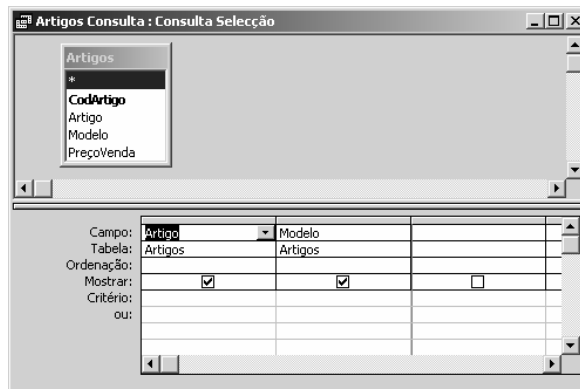 Artigos Consulta : Consulta Selecção
Artigos
*
CodArtigo
Artigo
Modelo
PreçoVenda
Campo: Artigo Modelo
Tabela: Artigos Artigos
Ordenação:
Mostrar:
Critério:
ou: